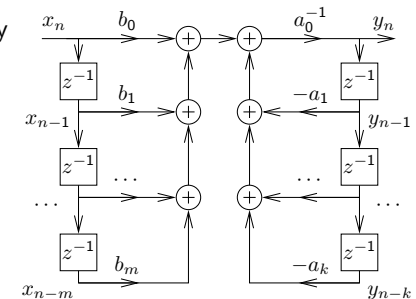 y
x_n b_0 + + a_0^{-1} y_n
z^{-1} z^{-1}
b_1 + + −a_1
x_{n−1} y_{n−1}
z^{-1} z^{-1}
… + + …
… …
z^{-1} z^{-1}
b_m −a_k
x_{n−m} y_{n−k}